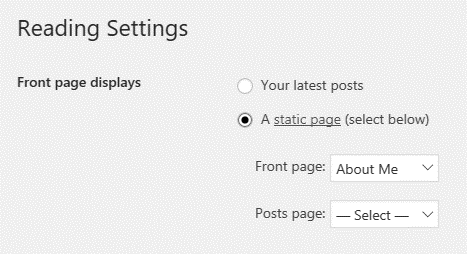 Reading Settings
Front page displays
Your latest posts
A static page (select below)
Front page: About Me
Posts page: — Select —